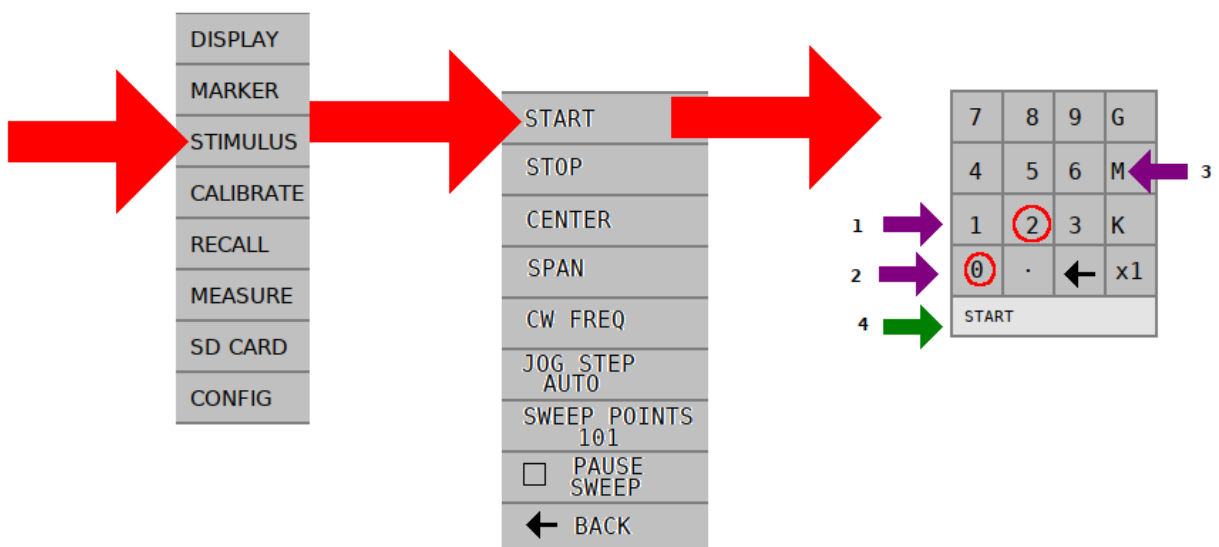 DISPLAY
MARKER
STIMULUS
CALIBRATE
RECALL
MEASURE
SD CARD
CONFIG
START
STOP
CENTER
SPAN
CW FREQ
JOG STEP
AUTO
SWEEP POINTS
101
PAUSE
SWEEP
BACK
7 8 9 G
4 5 6 M 3
1 1 2 3 K
2 0 . x1
4 START